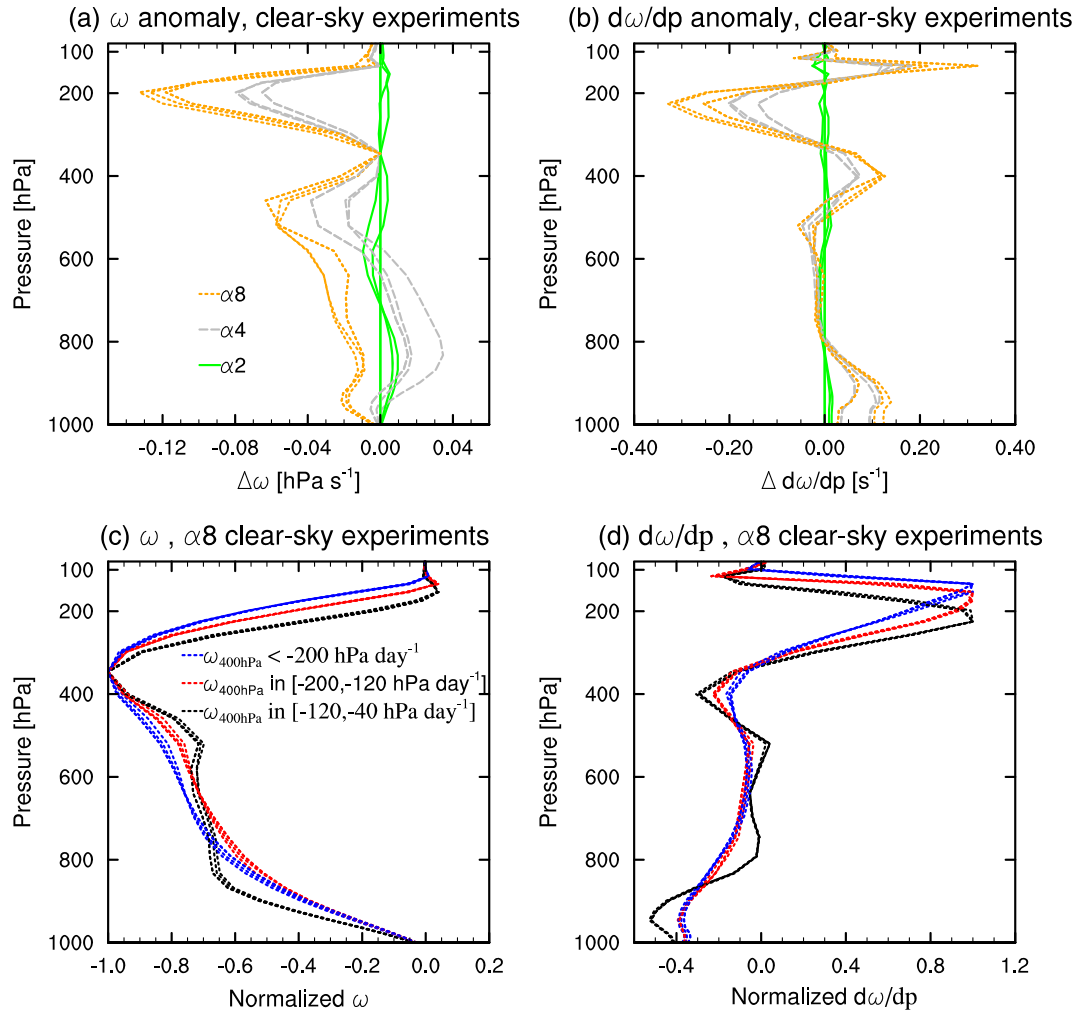 (a) ω anomaly, clear-sky experiments
(b) dω/dp anomaly, clear-sky experiments
100
200
400
600
800
1000
Pressure [hPa]
α8
α4
α2
-0.12
-0.08
-0.04
0.00
0.04
Δω [hPa s⁻¹]
100
200
400
600
800
1000
Pressure [hPa]
-0.40
-0.20
0.00
0.20
0.40
Δ dω/dp [s⁻¹]
(c) ω , α8 clear-sky experiments
(d) dω/dp , α8 clear-sky experiments
100
200
400
600
800
1000
Pressure [hPa]
ω400hPa < -200 hPa day⁻¹
ω400hPa in [-200,-120 hPa day⁻¹]
ω400hPa in [-120,-40 hPa day⁻¹]
-1.0
-0.8
-0.6
-0.4
-0.2
0.0
0.2
Normalized ω
100
200
400
600
800
1000
Pressure [hPa]
-0.4
0.0
0.4
0.8
1.2
Normalized dω/dp